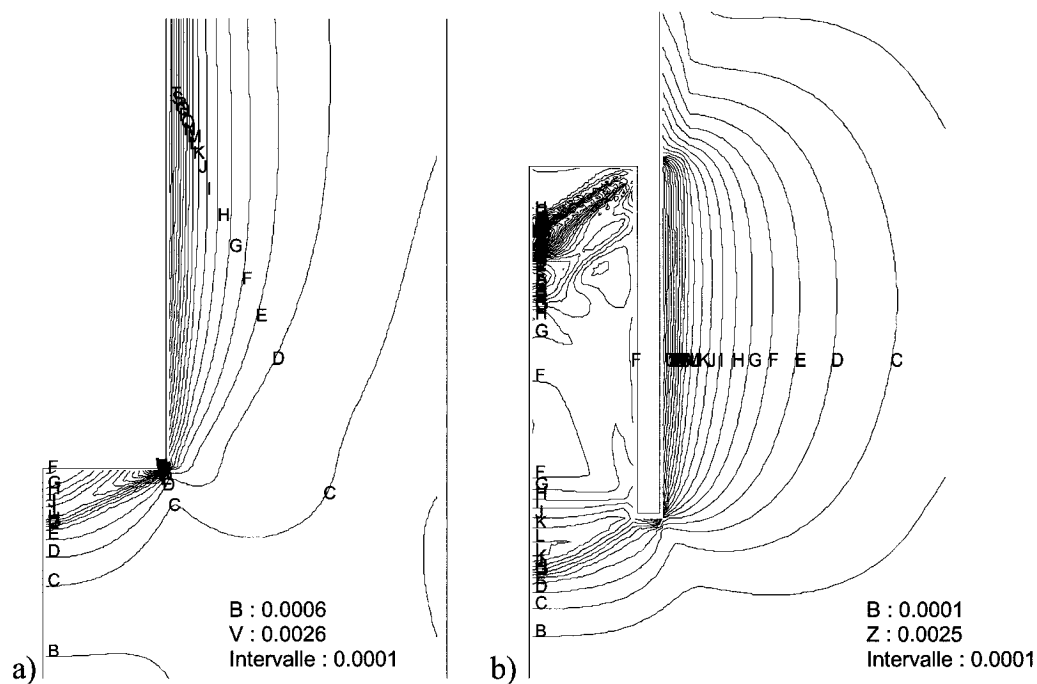 S
M
K
J
I
H
G
F
E
D
C
C
F
G
D
C
E
D
C
B
B : 0.0006
V : 0.0026
Intervalle : 0.0001
a)
H
G
F
F
G
H
I
J
K
L
K
E
D
C
B
F
M K J I H G F E D C
B : 0.0001
Z : 0.0025
Intervalle : 0.0001
b)